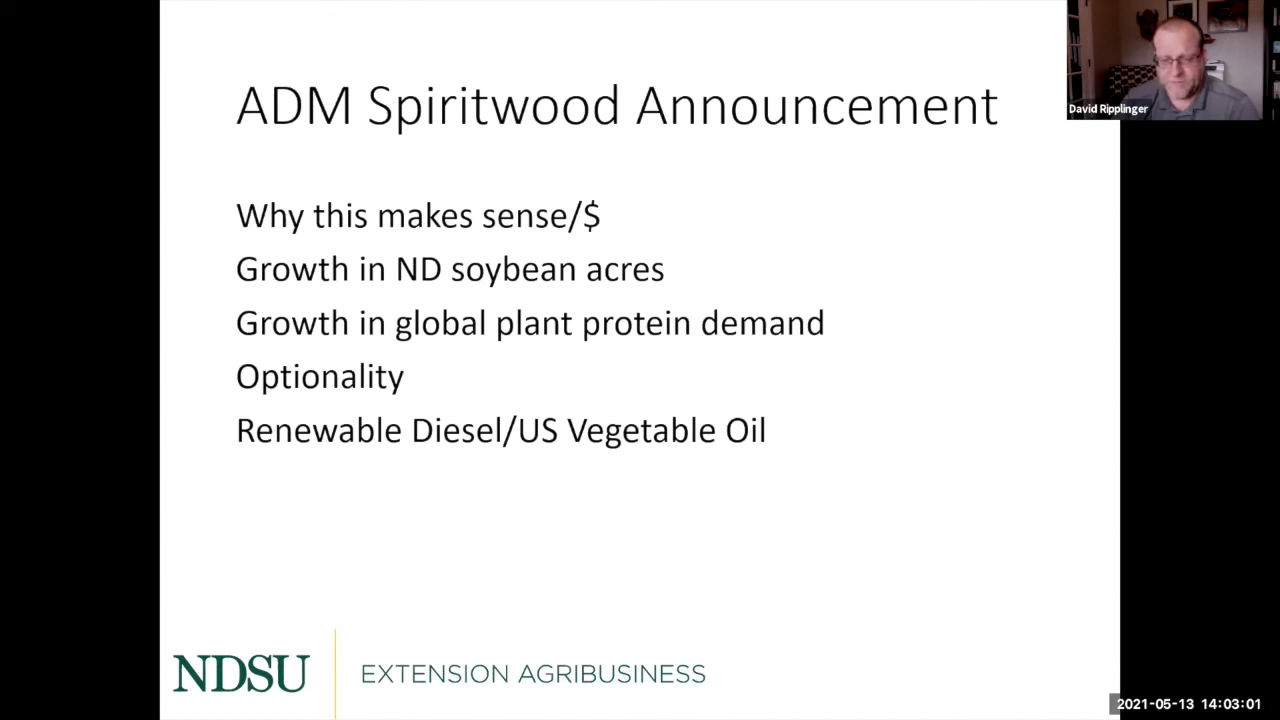 ADM Spiritwood Announcement
David Ripplinger
Why this makes sense/$
Growth in ND soybean acres
Growth in global plant protein demand
Optionality
Renewable Diesel/US Vegetable Oil
NDSU EXTENSION AGRIBUSINESS
2021-05-13 14:03:01